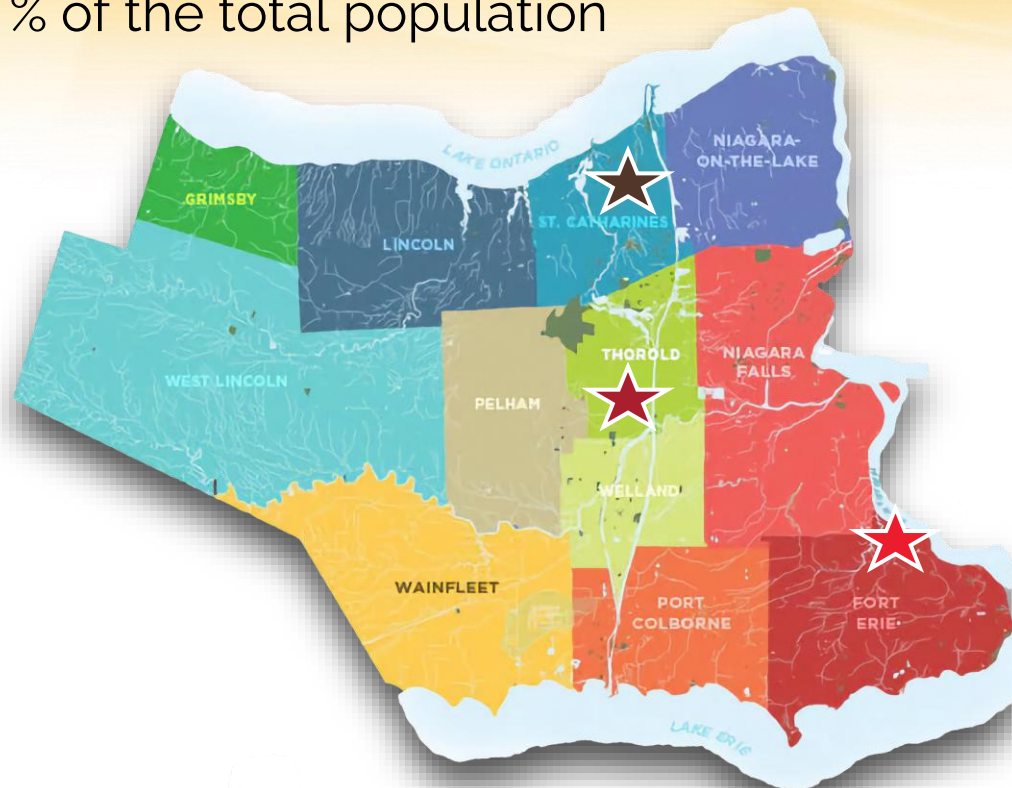 % of the total population
LAKE ONTARIO
NIAGARA-
ON-THE-LAKE
GRIMSBY
ST. CATHARINES
LINCOLN
THOROLD
NIAGARA
FALLS
WEST LINCOLN
PELHAM
WELLAND
WAINFLEET
PORT
COLBORNE
FORT
ERIE
LAKE ERIE